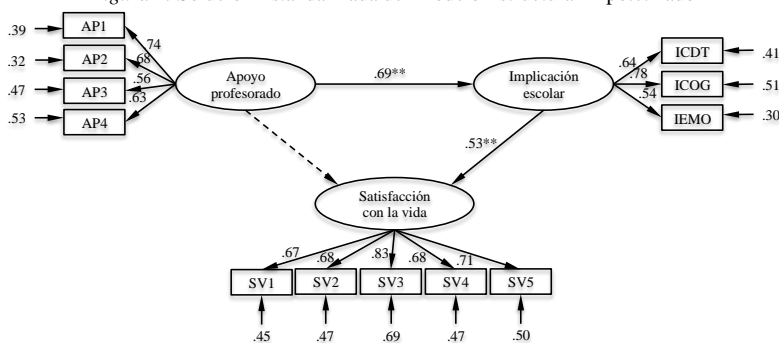 .39
AP1
.74
.32
AP2
.68
.47
AP3
.56
.53
AP4
.63
Apoyo
profesorado
.69**
Implicación
escolar
.64
ICDT
.41
.78
ICOG
.51
.54
IEMO
.30
.53**
Satisfacción
con la vida
.67
.68
.83
.68
.71
SV1
SV2
SV3
SV4
SV5
.45
.47
.69
.47
.50